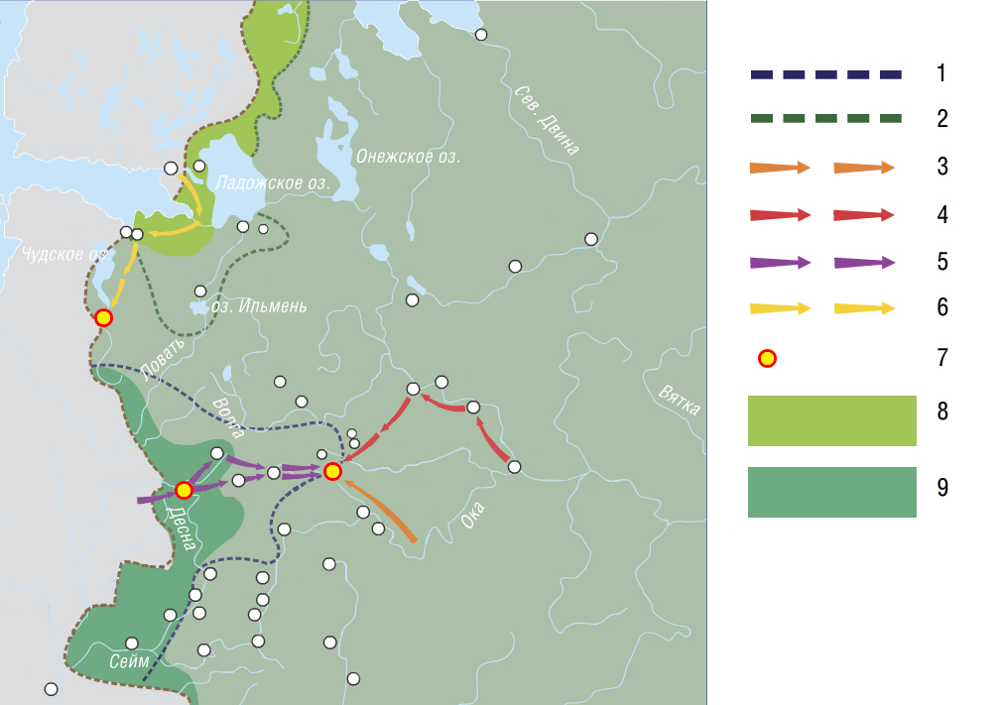 Сев. Двина
Онежское оз.
Ладожское оз.
Чудское оз.
оз. Ильмень
Ловать
Волга
Вятка
Ока
Десна
Сейм
1
2
3
4
5
6
7
8
9